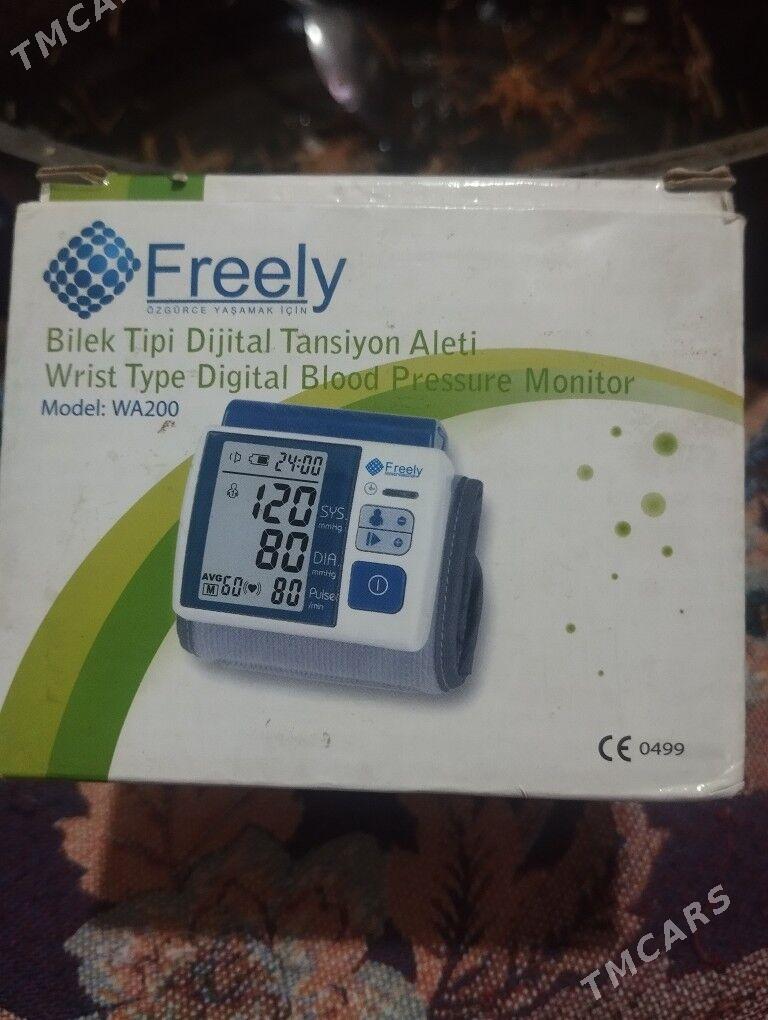 TMCARS
Freely
ÖZGÜRCE YAŞAMAK İÇİN
Bilek Tipi Dijital Tansiyon Aleti
Wrist Type Digital Blood Pressure Monitor
Model: WA200
24:00
Freely
120 SYS.
mmHg
80 DIA.
mmHg
AVG
M 60 80 Pulse
/min
CE 0499
TMCARS